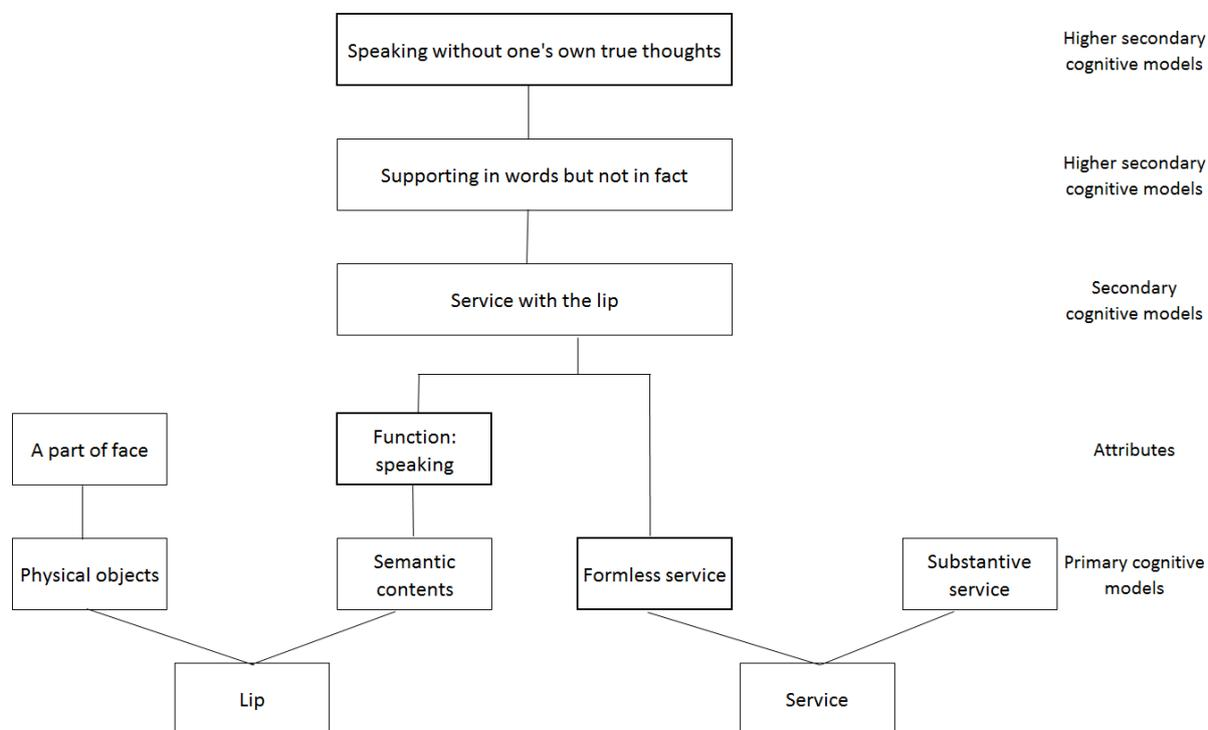 Speaking without one's own true thoughts
Higher secondary
cognitive models
Supporting in words but not in fact
Higher secondary
cognitive models
Service with the lip
Secondary
cognitive models
A part of face
Function:
speaking
Attributes
Physical objects
Semantic
contents
Formless service
Substantive
service
Primary cognitive
models
Lip
Service